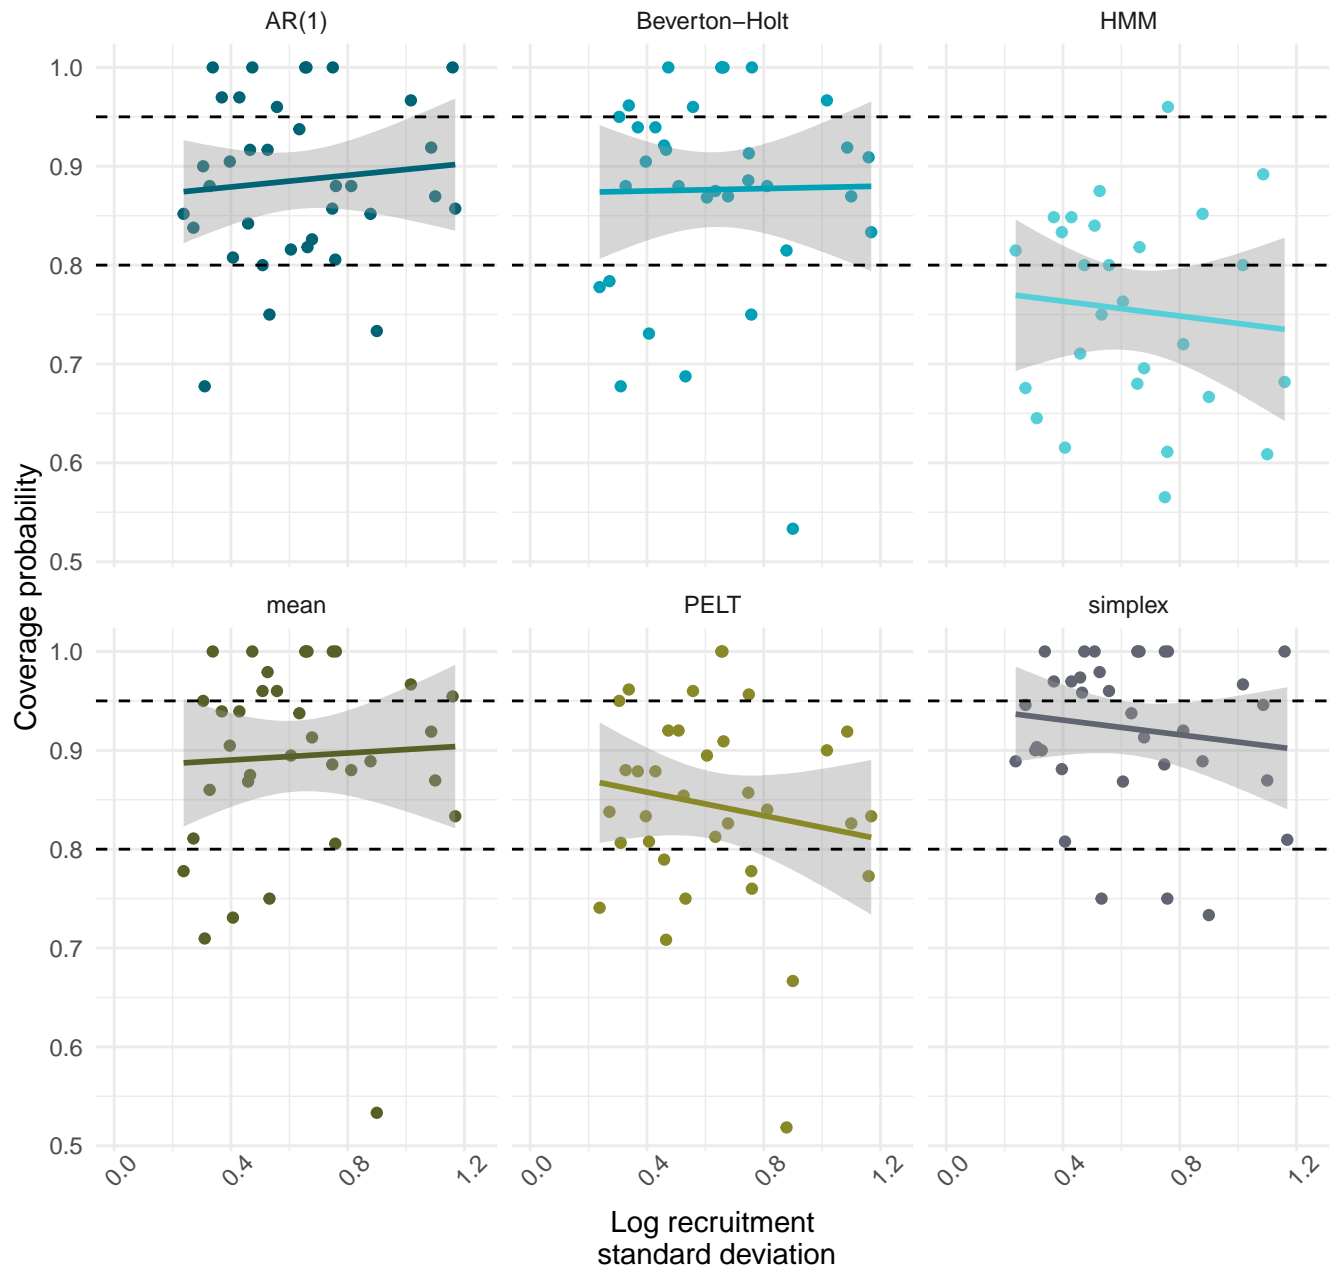 AR(1)
Beverton−Holt
HMM
1.0
0.9
0.8
0.7
0.6
0.5
mean
PELT
simplex
1.0
0.9
0.8
0.7
0.6
0.5
Coverage probability
0.0
0.4
0.8
1.2
0.0
0.4
0.8
1.2
0.0
0.4
0.8
1.2
Log recruitment
standard deviation